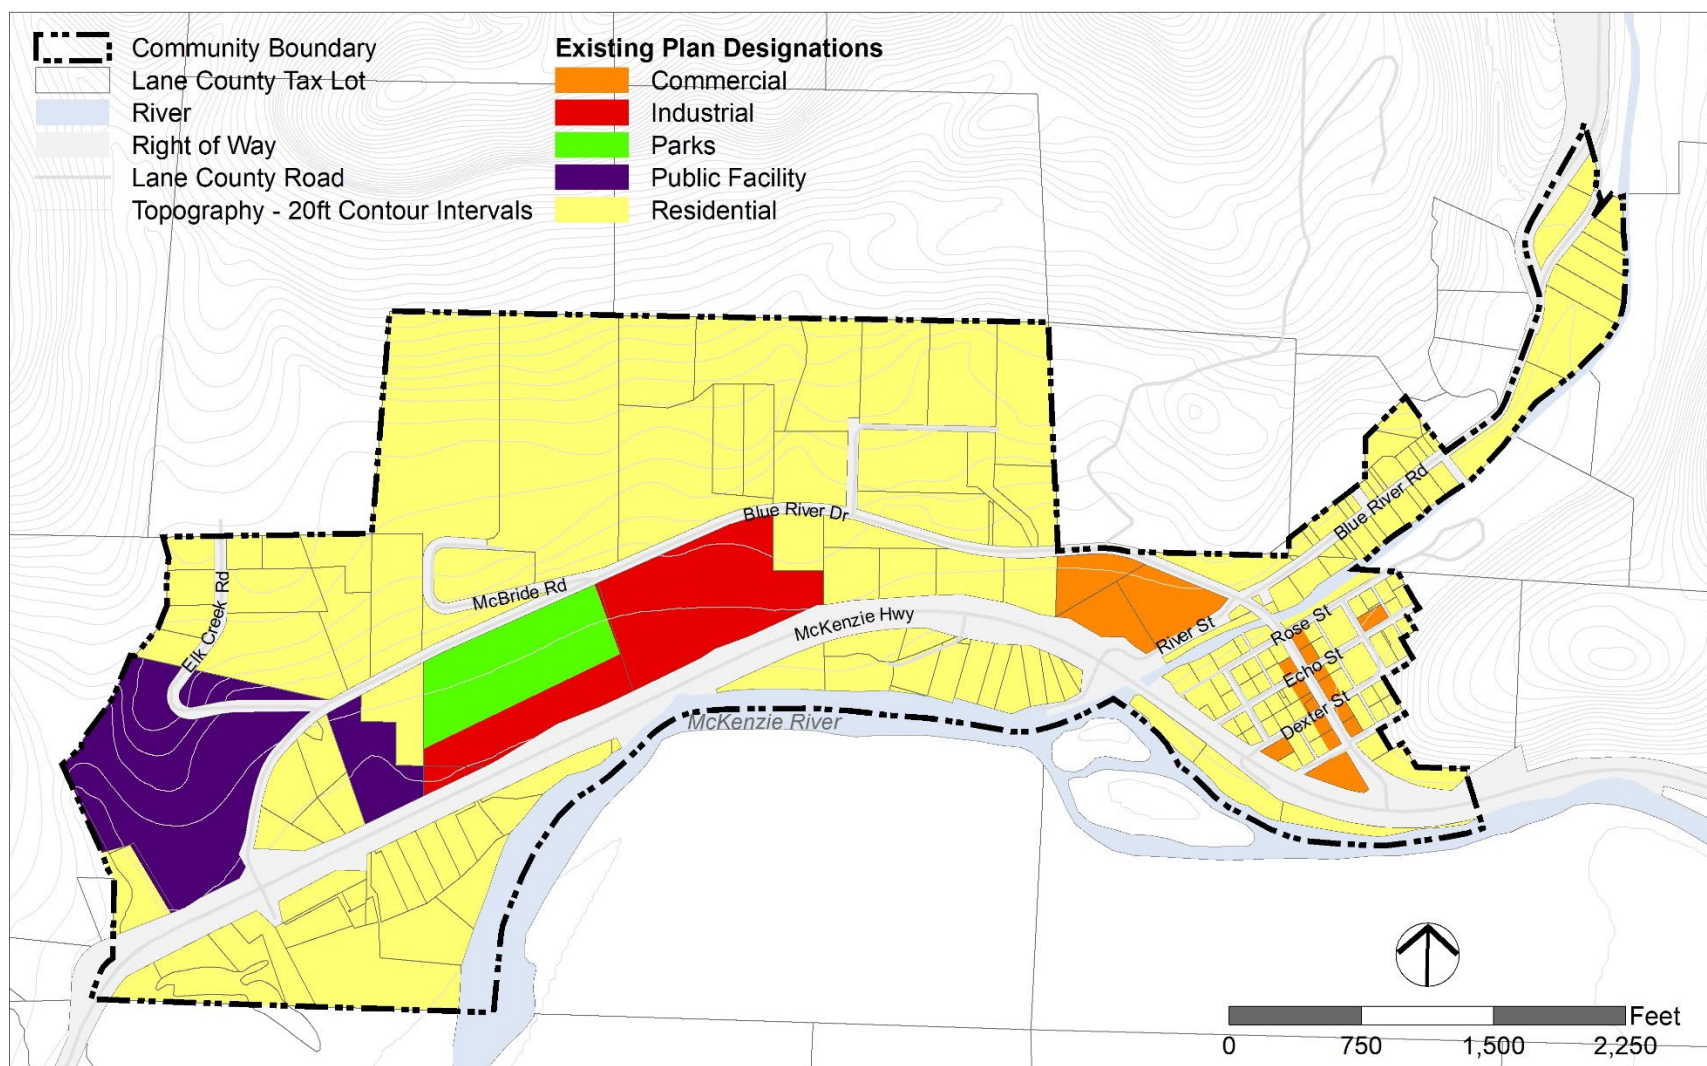 Community Boundary
Lane County Tax Lot
River
Right of Way
Lane County Road
Topography - 20ft Contour Intervals
Existing Plan Designations
Commercial
Industrial
Parks
Public Facility
Residential
Blue River Dr
Blue River Rd
McBride Rd
Elk Creek Rd
McKenzie Hwy
River St
Rose St
Echo St
Dexter St
McKenzie River
Feet
0 750 1,500 2,250